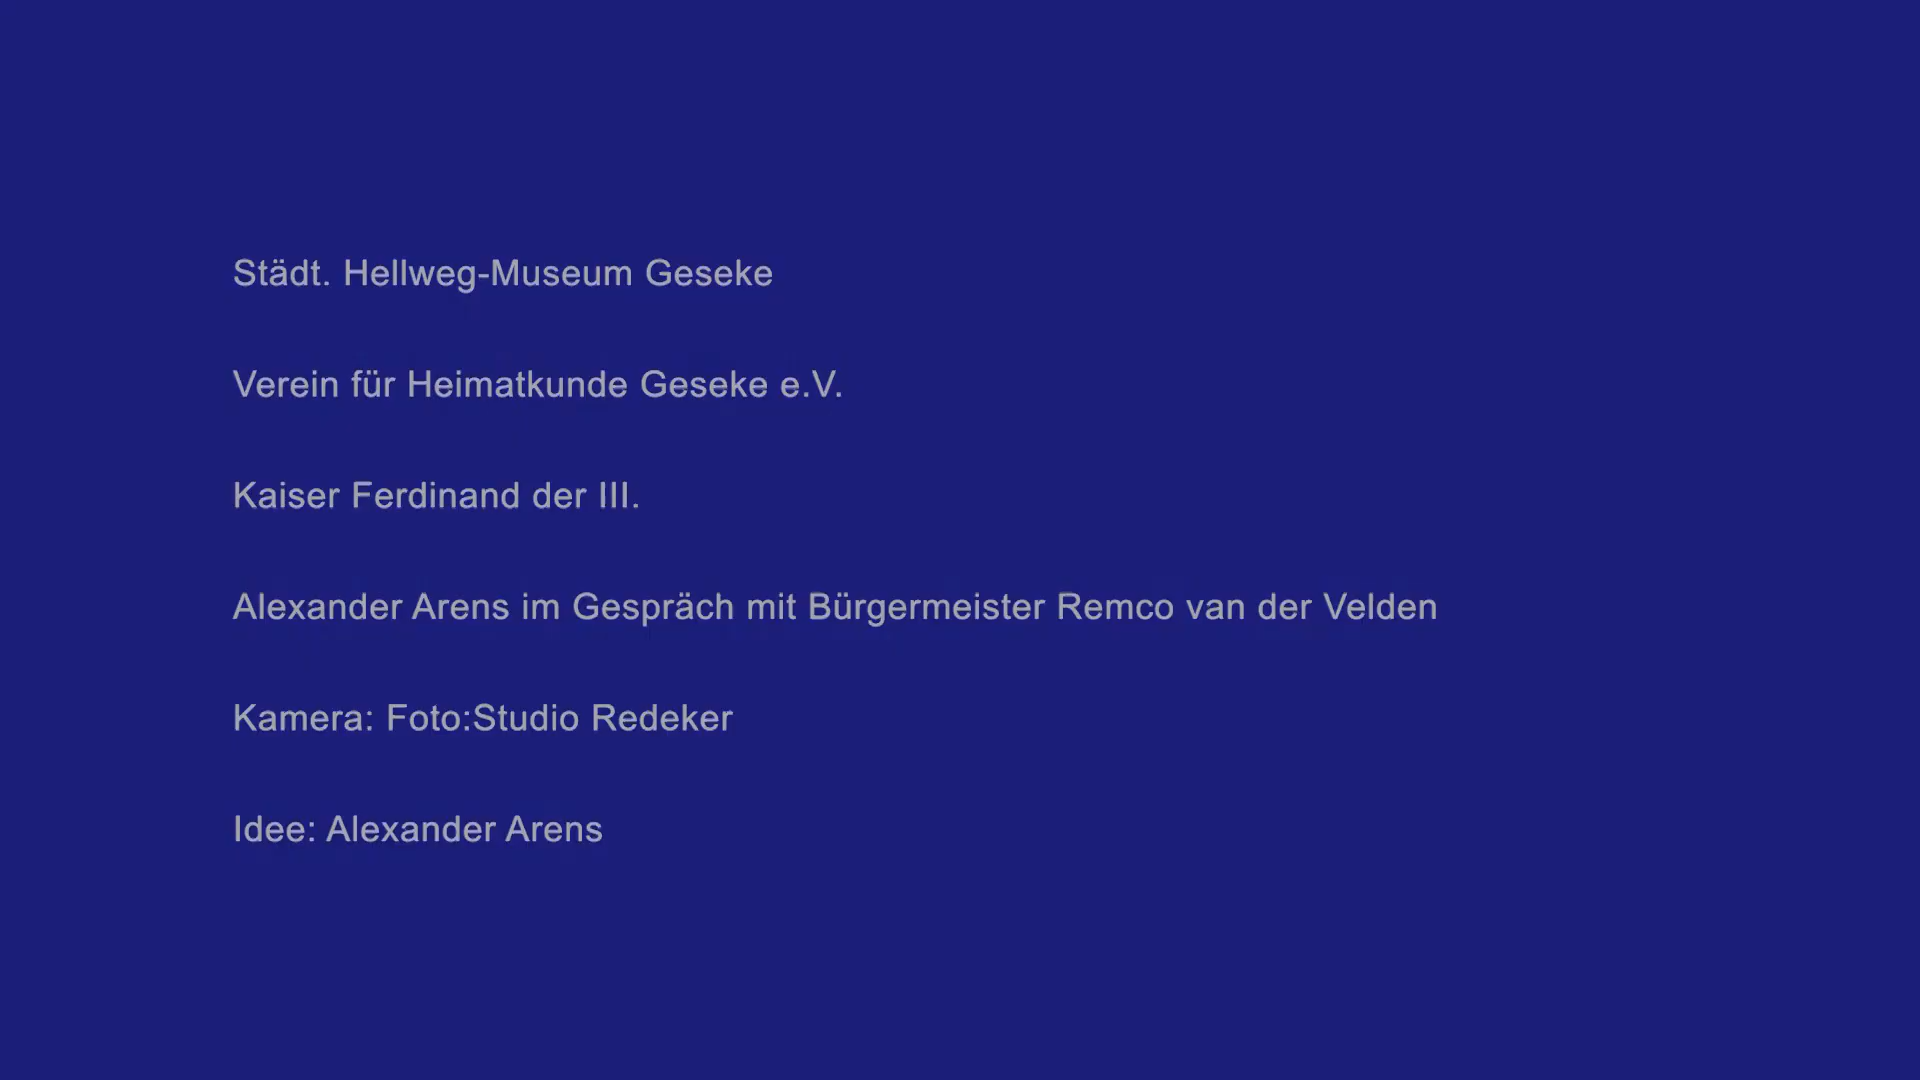 Städt. Hellweg-Museum Geseke
Verein für Heimatkunde Geseke e.V.
Kaiser Ferdinand der III.
Alexander Arens im Gespräch mit Bürgermeister Remco van der Velden
Kamera: Foto:Studio Redeker
Idee: Alexander Arens